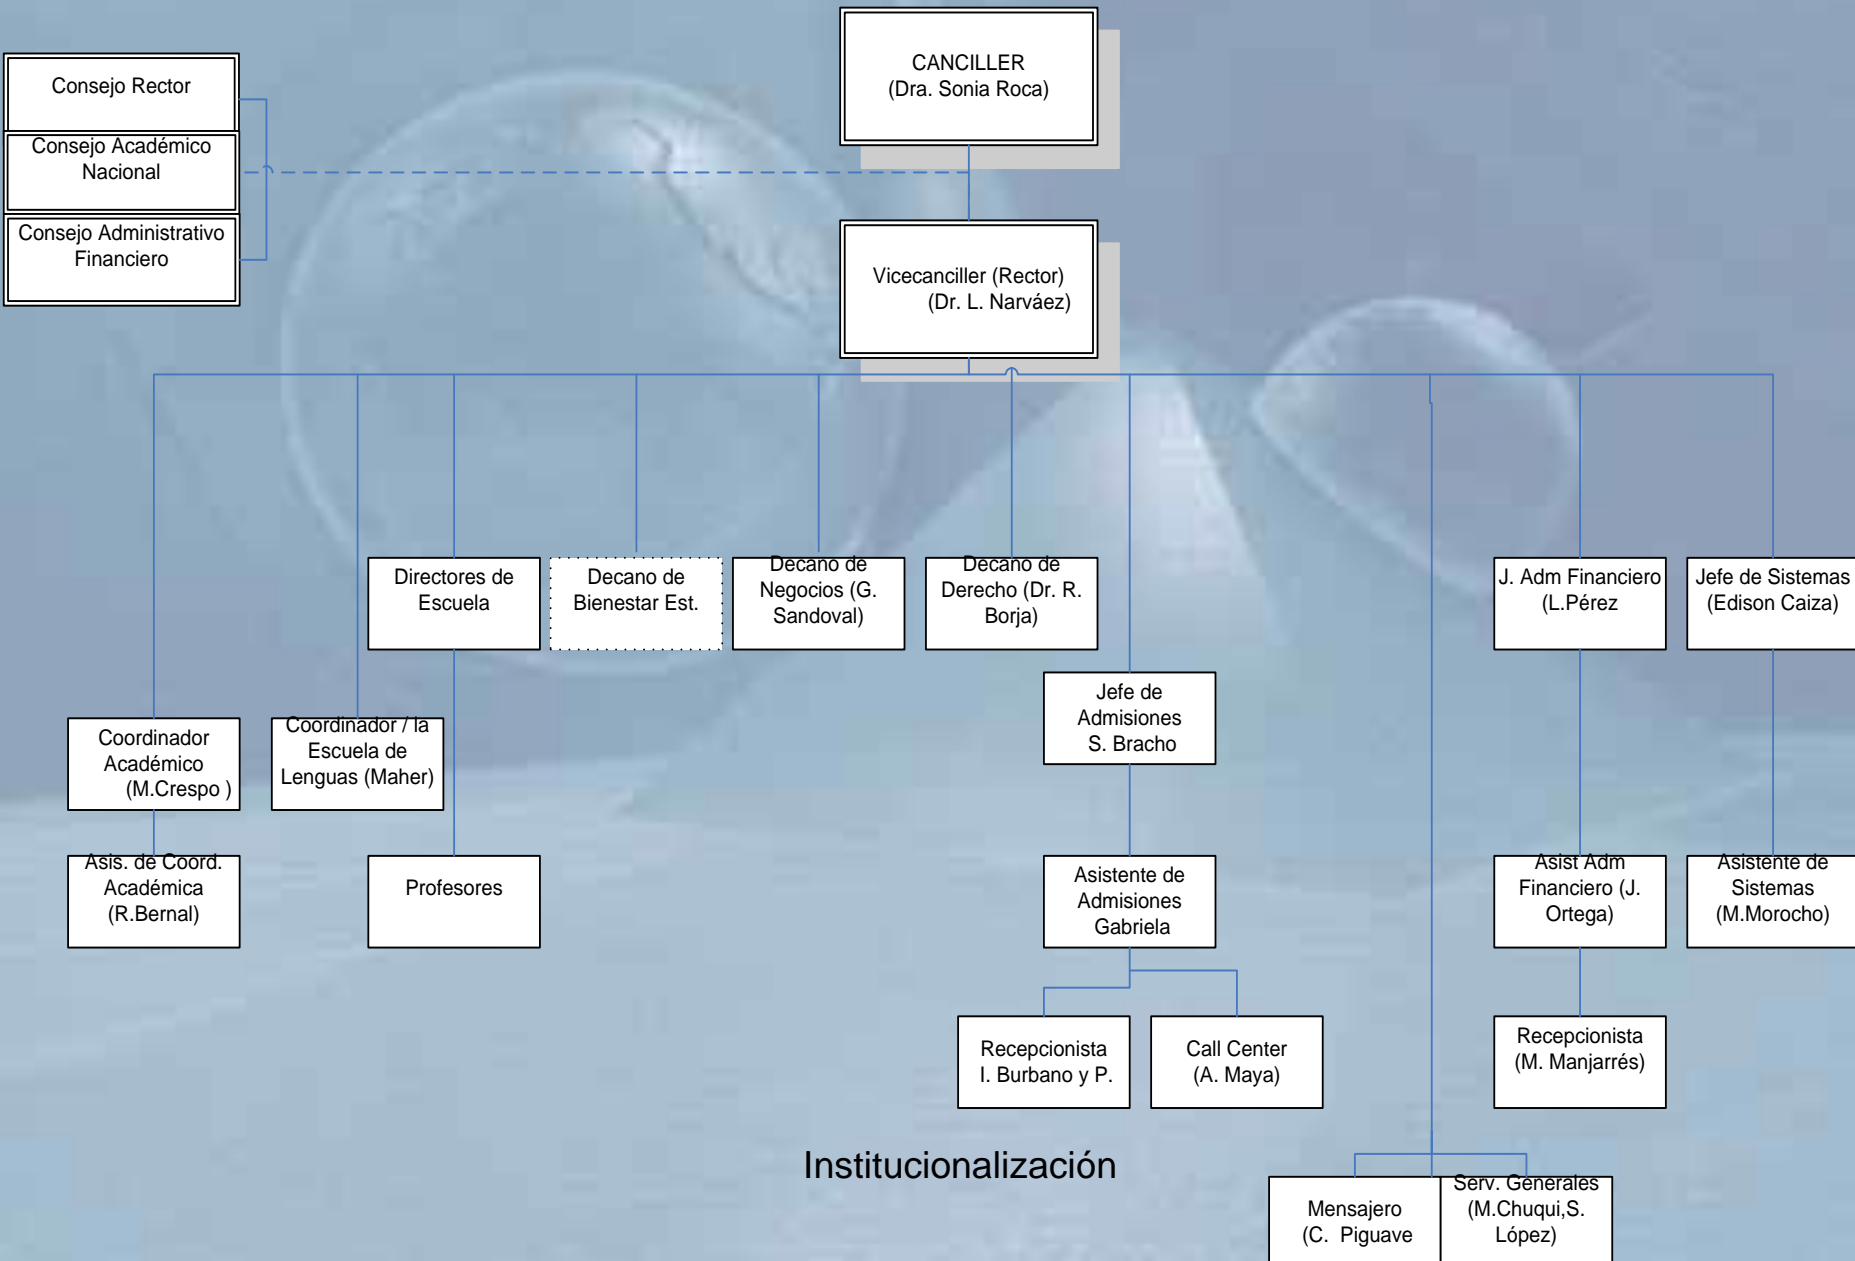 CANCILLER
(Dra. Sonia Roca)
Consejo Rector
Consejo Académico
Nacional
Consejo Administrativo
Financiero
Vicecanciller (Rector)
(Dr. L. Narváez)
Directores de
Escuela
Decano de
Bienestar Est.
Decano de
Negocios (G.
Sandoval)
Decano de
Derecho (Dr. R.
Borja)
J. Adm Financiero
(L.Pérez
Jefe de Sistemas
(Edison Caiza)
Jefe de
Admisiones
S. Bracho
Coordinador
Académico
(M.Crespo )
Coordinador / la
Escuela de
Lenguas (Maher)
Asis. de Coord.
Académica
(R.Bernal)
Profesores
Asistente de
Admisiones
Gabriela
Asist Adm
Financiero (J.
Ortega)
Asistente de
Sistemas
(M.Morocho)
Recepcionista
I. Burbano y P.
Call Center
(A. Maya)
Recepcionista
(M. Manjarrés)
Institucionalización
Mensajero
(C. Piguave
Serv. Generales
(M.Chuqui,S.
López)